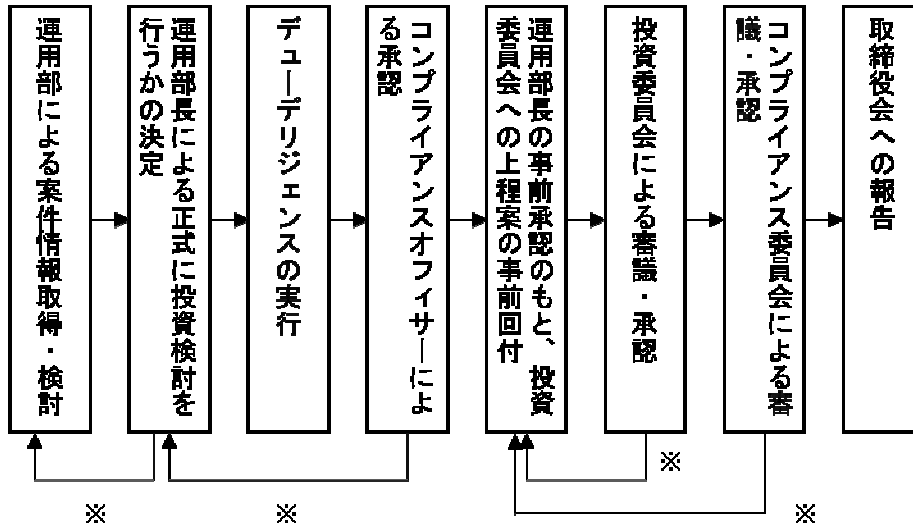 運用部による案件情報取得・検討
運用部長による正式に投資検討を
行うかの決定
デューデリジェンスの実行
コンプライアンスオフィサーによ
る承認
運用部長の事前承認のもと、投資
委員会への上程案の事前回付
投資委員会による審議・承認
コンプライアンス委員会による審
議・承認
取締役会への報告
※
※
※
※